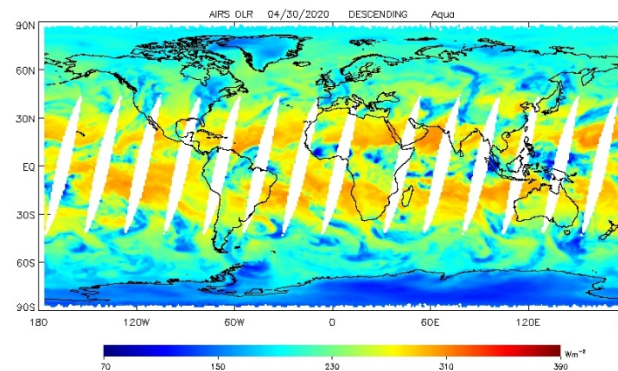 AIRS DLR 04/30/2020 DESCENDING Aqua
90N
60N
30N
EQ
30S
60S
90S
180 120W 60W 0 60E 120E
70 150 230 310 390 Wm⁻²